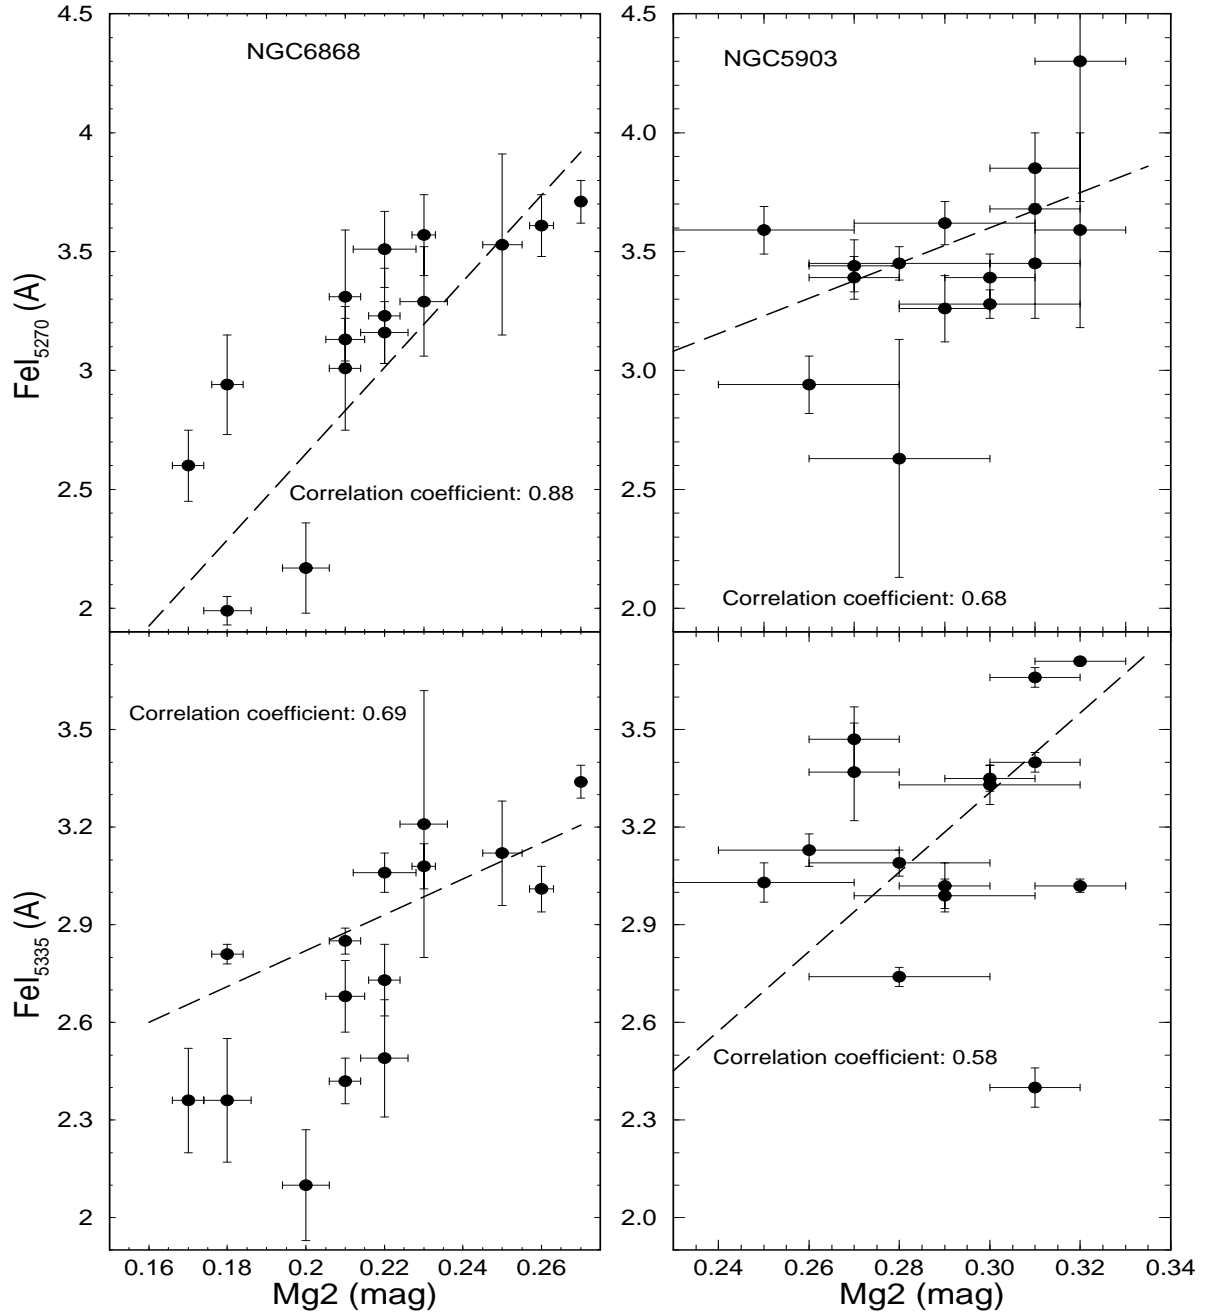 4.5
NGC6868
4
3.5
3
2.5
2
FeI5270 (A)
Correlation coefficient: 0.88
4.5
NGC5903
4.0
3.5
3.0
2.5
2.0
Correlation coefficient: 0.68
Correlation coefficient: 0.69
3.5
3.2
2.9
2.6
2.3
2
FeI5335 (A)
0.16 0.18 0.2 0.22 0.24 0.26
Mg2 (mag)
3.5
3.2
2.9
2.6
2.3
2.0
Correlation coefficient: 0.58
0.24 0.26 0.28 0.30 0.32 0.34
Mg2 (mag)